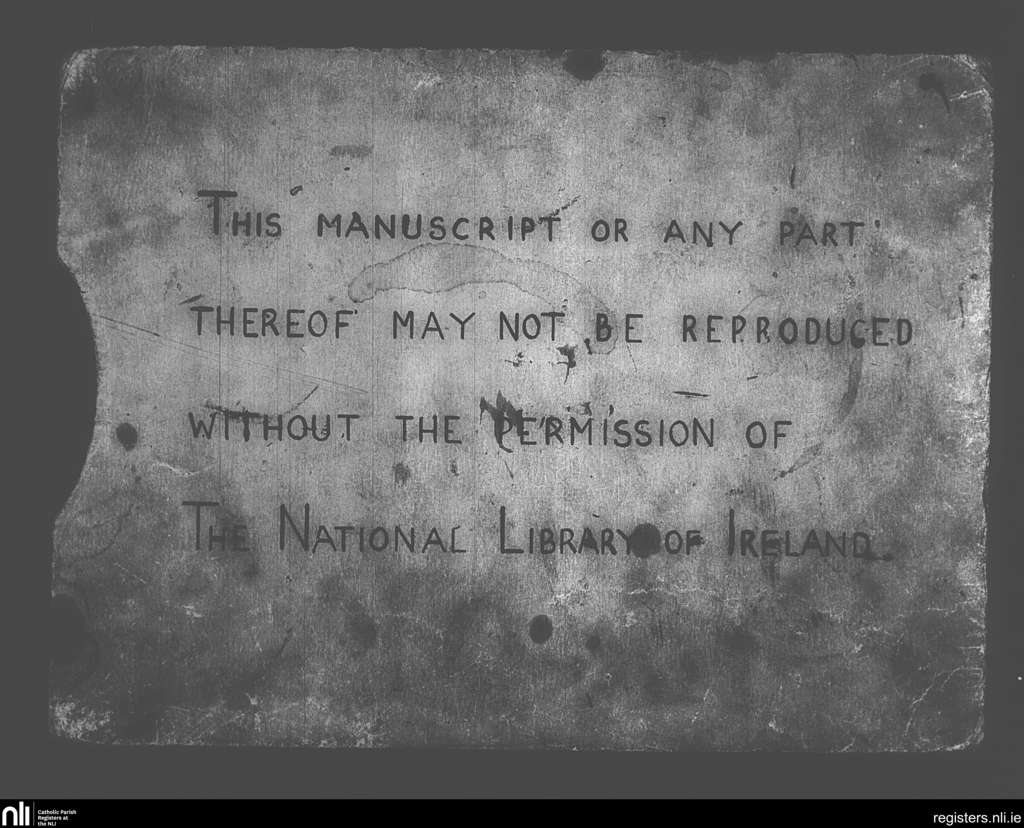 This manuscript or any part
thereof may not be reproduced
without the permission of
The National Library of Ireland.
nli
Catholic Parish
Registers at
the NLI
registers.nli.ie